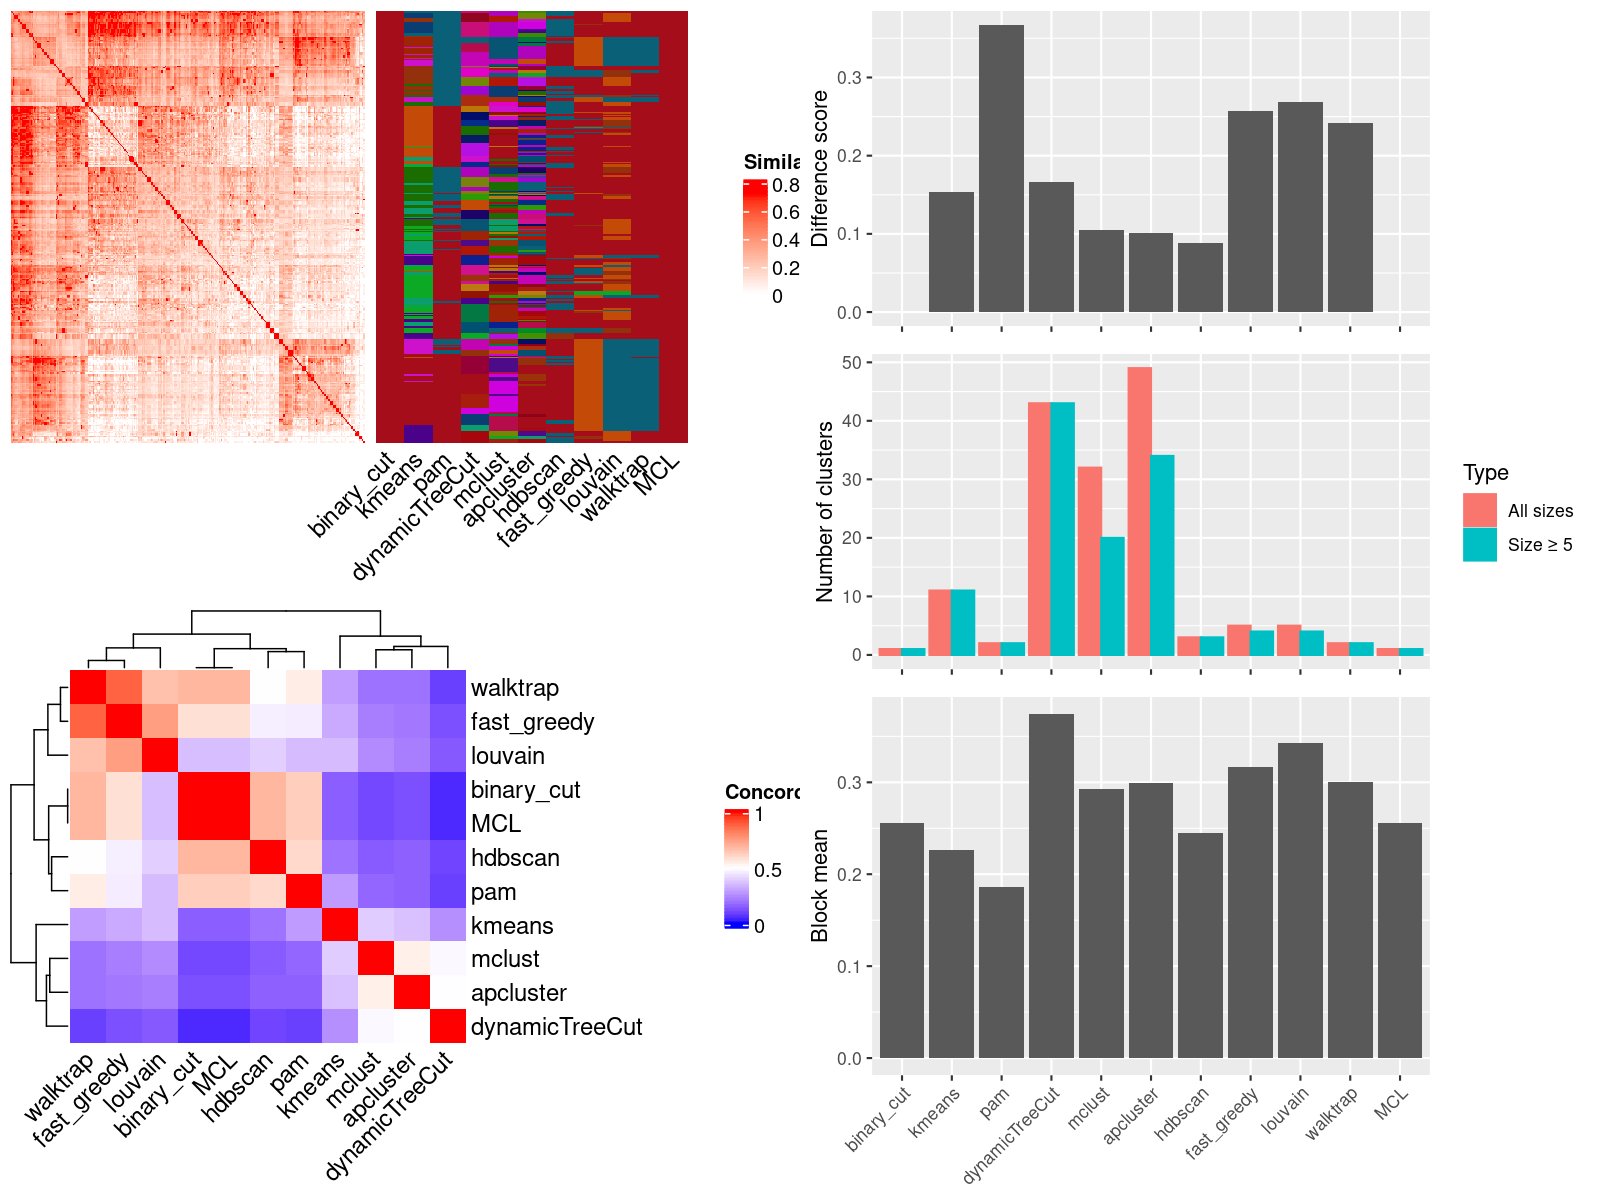 binary_cut
kmeans
pam
dynamicTreeCut
mclust
apcluster
hdbscan
fast_greedy
louvain
walktrap
MCL
Simila
0.8
0.6
0.4
0.2
0
walktrap
fast_greedy
louvain
binary_cut
MCL
hdbscan
pam
kmeans
mclust
apcluster
dynamicTreeCut
walktrap
fast_greedy
louvain
binary_cut
MCL
hdbscan
pam
kmeans
mclust
apcluster
dynamicTreeCut
Concord
1
0.5
0
Difference score
0.3
0.2
0.1
0.0
Number of clusters
50
40
30
20
10
0
Type
All sizes
Size ≥ 5
Block mean
0.3
0.2
0.1
0.0
binary_cut
kmeans
pam
dynamicTreeCut
mclust
apcluster
hdbscan
fast_greedy
louvain
walktrap
MCL